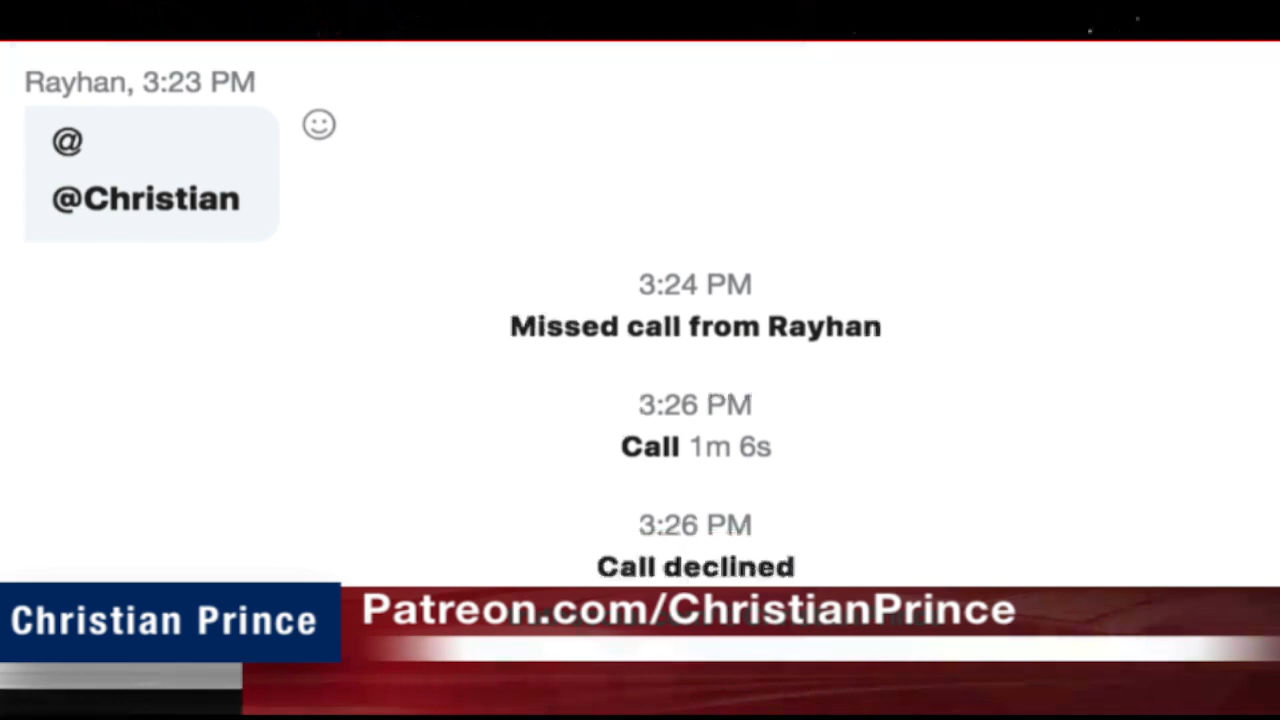 Rayhan, 3:23 PM
@
@Christian
3:24 PM
Missed call from Rayhan
3:26 PM
Call 1m 6s
3:26 PM
Call declined
Christian Prince
Patreon.com/ChristianPrince